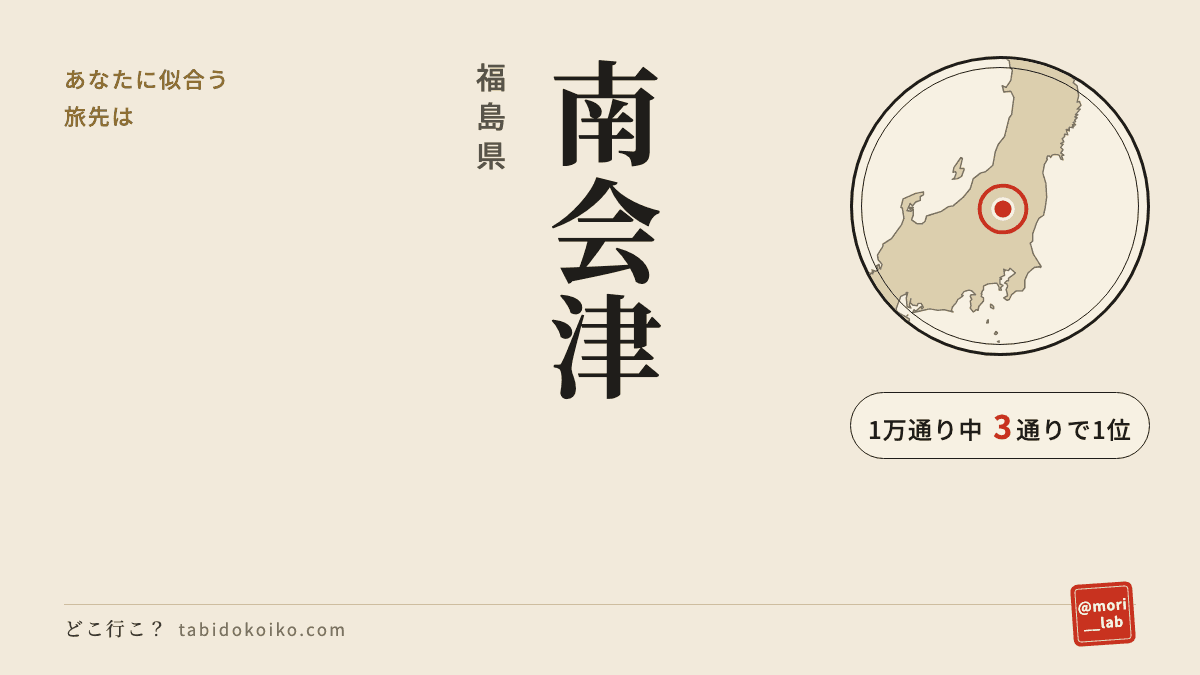 あなたに似合う
旅先は
南会津
福島県
1万通り中 3通りで1位
どこ行こ？ tabidokoiko.com
@mori
__lab